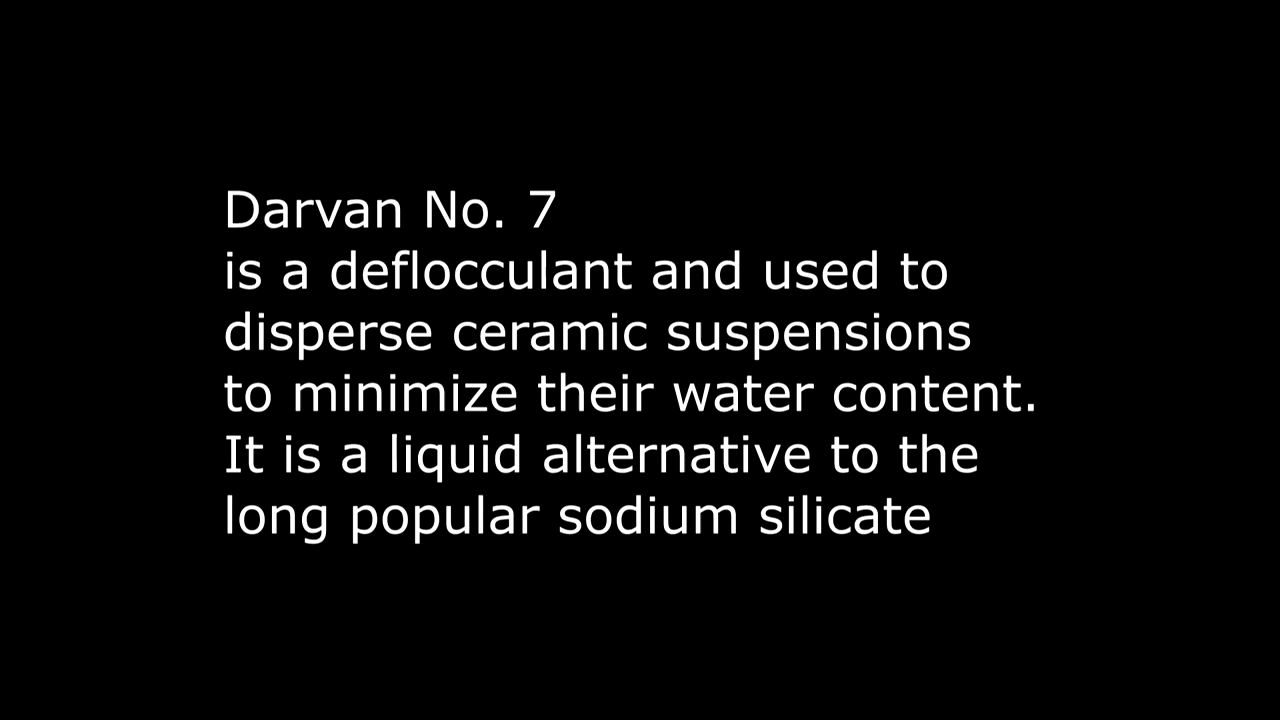 Darvan No. 7
is a deflocculant and used to
disperse ceramic suspensions
to minimize their water content.
It is a liquid alternative to the
long popular sodium silicate